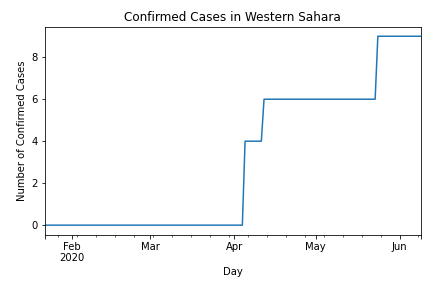 Confirmed Cases in Western Sahara
Number of Confirmed Cases
8
6
4
2
0
Feb Mar Apr May Jun
2020
Day